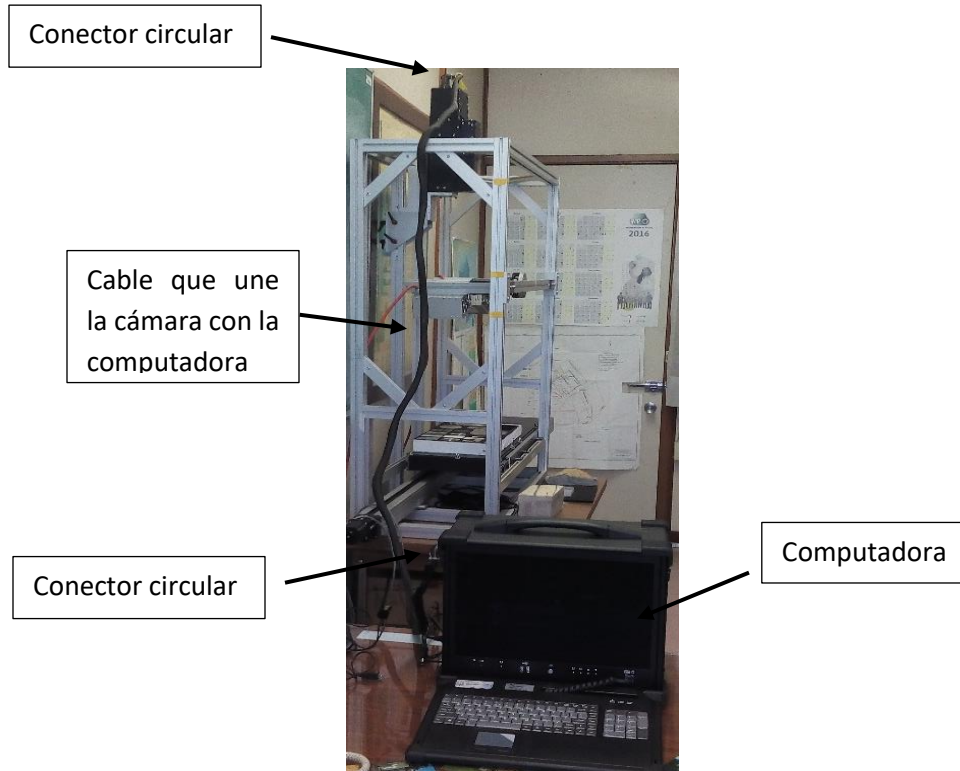 Conector circular
Cable que une
la cámara con la
computadora
2016
Conector circular
Computadora